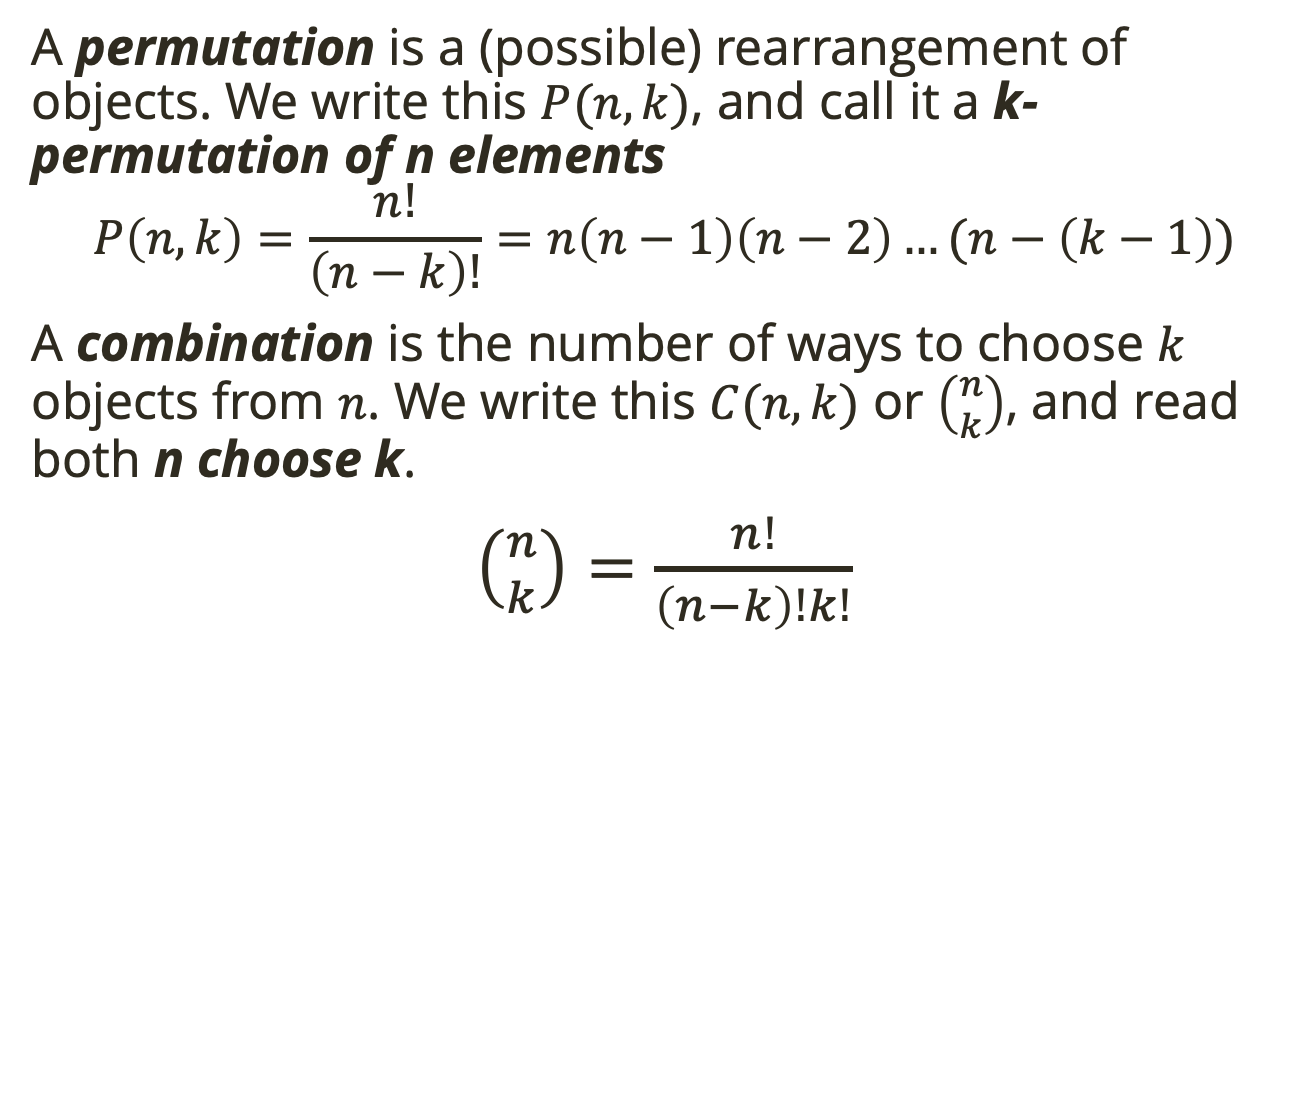 A permutation is a (possible) rearrangement of
objects. We write this P(n, k), and call it a k-
permutation of n elements
P(n, k) = n!/(n − k)! = n(n − 1)(n − 2) … (n − (k − 1))
A combination is the number of ways to choose k
objects from n. We write this C(n, k) or (n k), and read
both n choose k.
(n k) = n!/(n−k)!k!